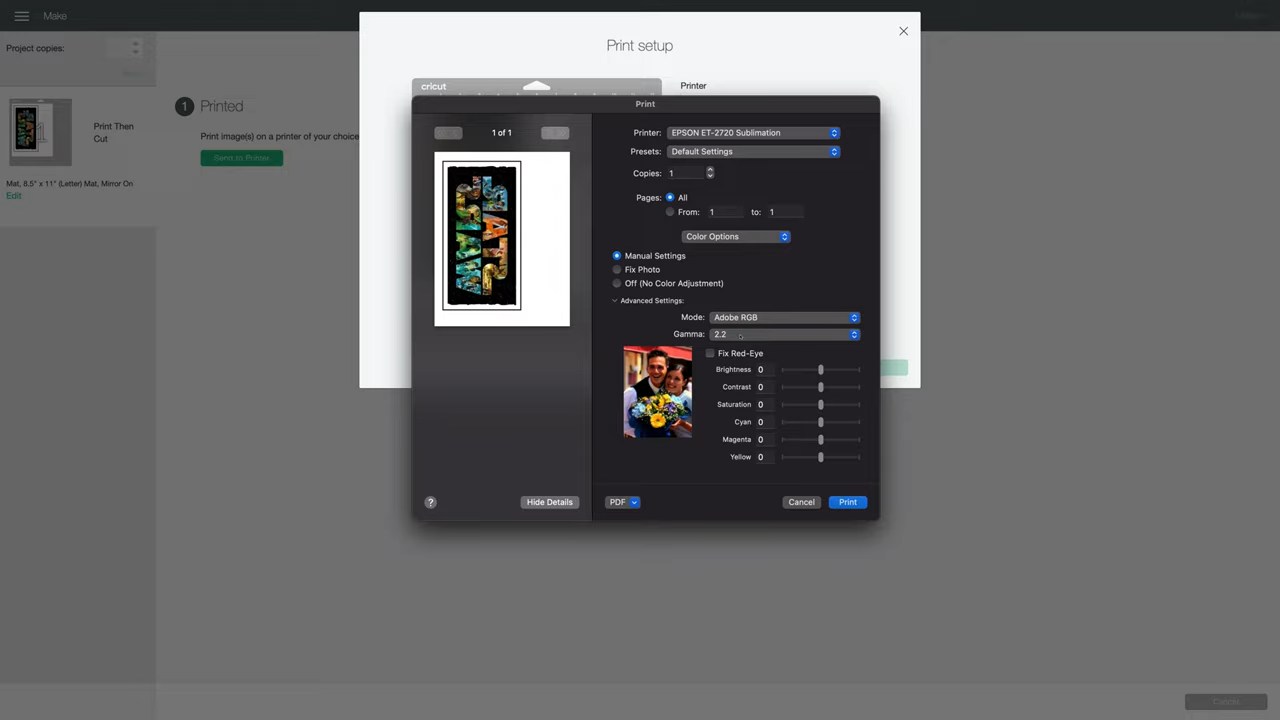 Make
Project copies:
Print Then
Cut
Mat, 8.5" x 11" (Letter) Mat, Mirror On
Edit
1 Printed
Print image(s) on a printer of your choice
Send to Printer
Print setup
cricut
Printer
Print
1 of 1
Printer: EPSON ET-2720 Sublimation
Presets: Default Settings
Copies: 1
Pages: All
From: 1 to: 1
Color Options
Manual Settings
Fix Photo
Off (No Color Adjustment)
Advanced Settings:
Mode: Adobe RGB
Gamma: 2.2
Fix Red-Eye
Brightness 0
Contrast 0
Saturation 0
Cyan 0
Magenta 0
Yellow 0
? Hide Details
PDF
Cancel
Print
Cancel